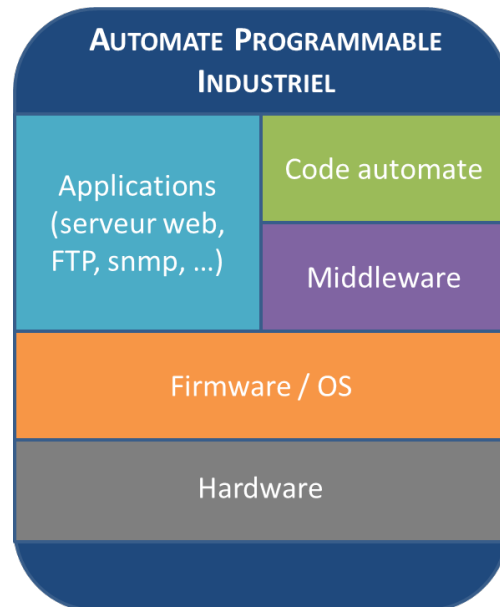 AUTOMATE PROGRAMMABLE
INDUSTRIEL
Applications
(serveur web,
FTP, snmp, ...)
Code automate
Middleware
Firmware / OS
Hardware